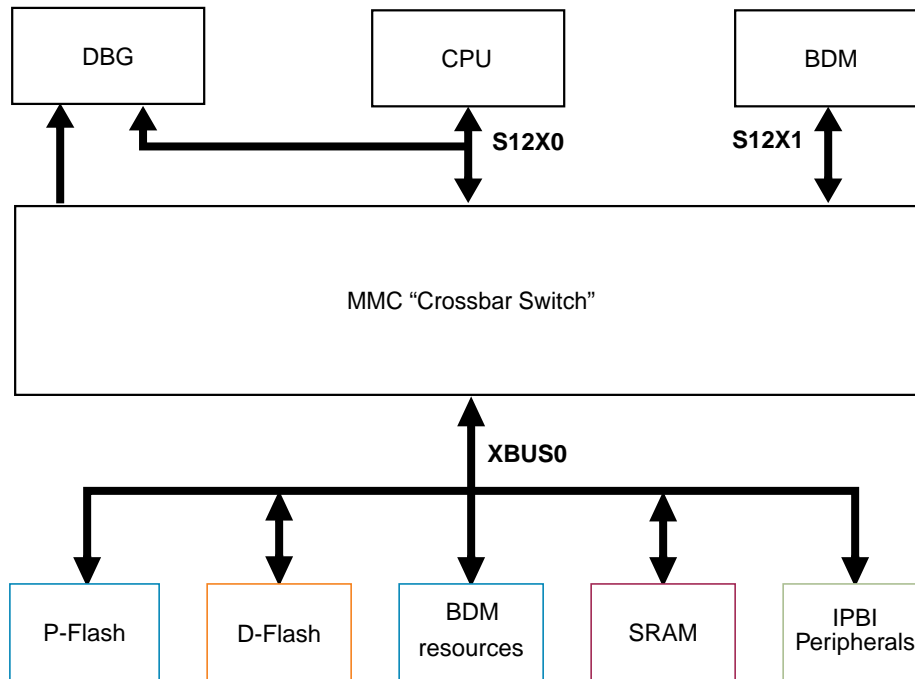 DBG
CPU
BDM
S12X0
S12X1
MMC “Crossbar Switch”
XBUS0
P-Flash
D-Flash
BDM
resources
SRAM
IPBI
Peripherals